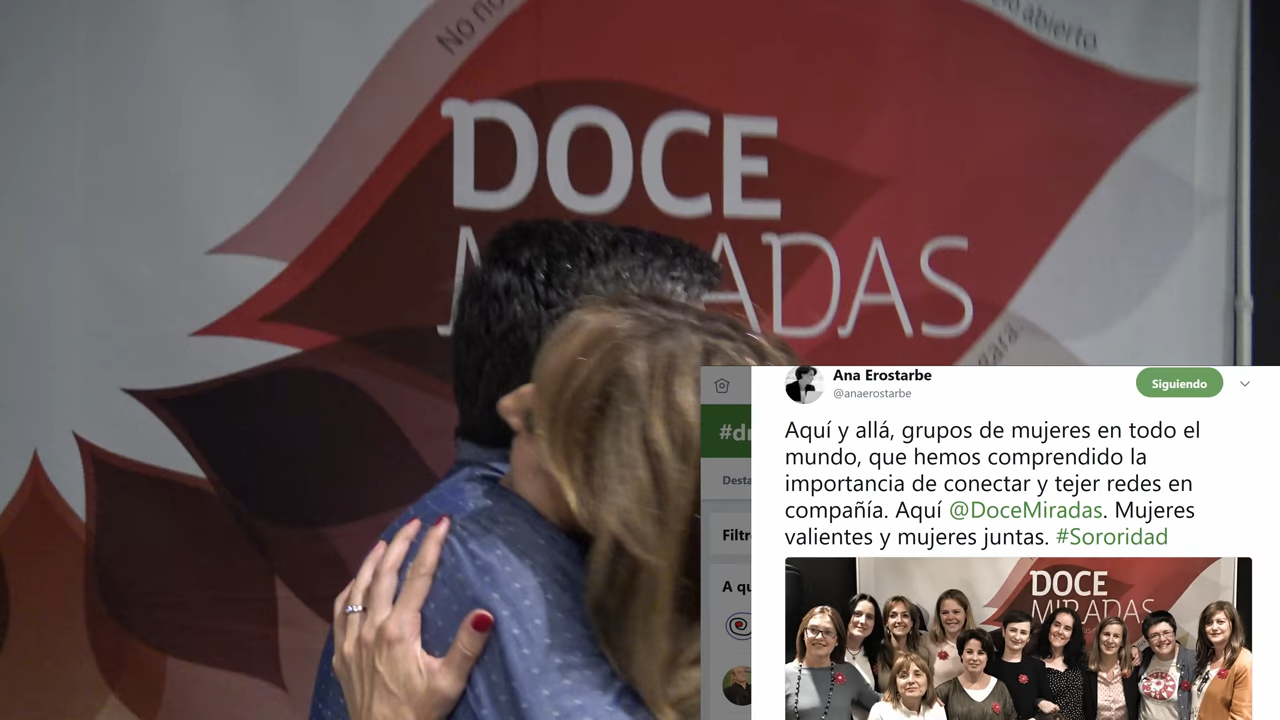 No no
abierto
DOCE
MIRADAS
Ana Erostarbe
@anaerostarbe
Siguiendo
#dr
Aquí y allá, grupos de mujeres en todo el
mundo, que hemos comprendido la
importancia de conectar y tejer redes en
compañía. Aquí @DoceMiradas. Mujeres
valientes y mujeres juntas. #Sororidad
Desta
Filtr
A qu
DOCE
MIRADAS